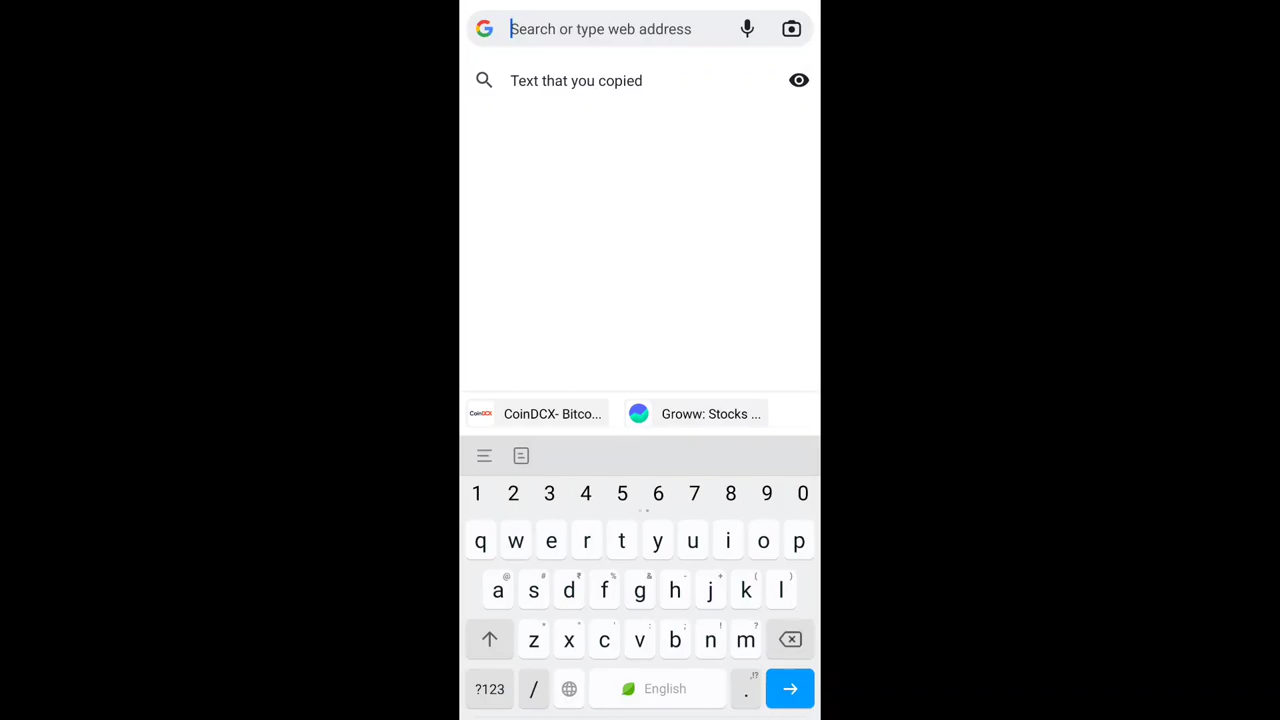 Search or type web address
Text that you copied
CoinDCX CoinDCX- Bitco... Groww: Stocks ...
1 2 3 4 5 6 7 8 9 0
q w e r t y u i o p
@ # ₹ % & - + ( )
a s d f g h j k l
* " ' : ; ! ?
z x c v b n m
,!?
?123 / English .